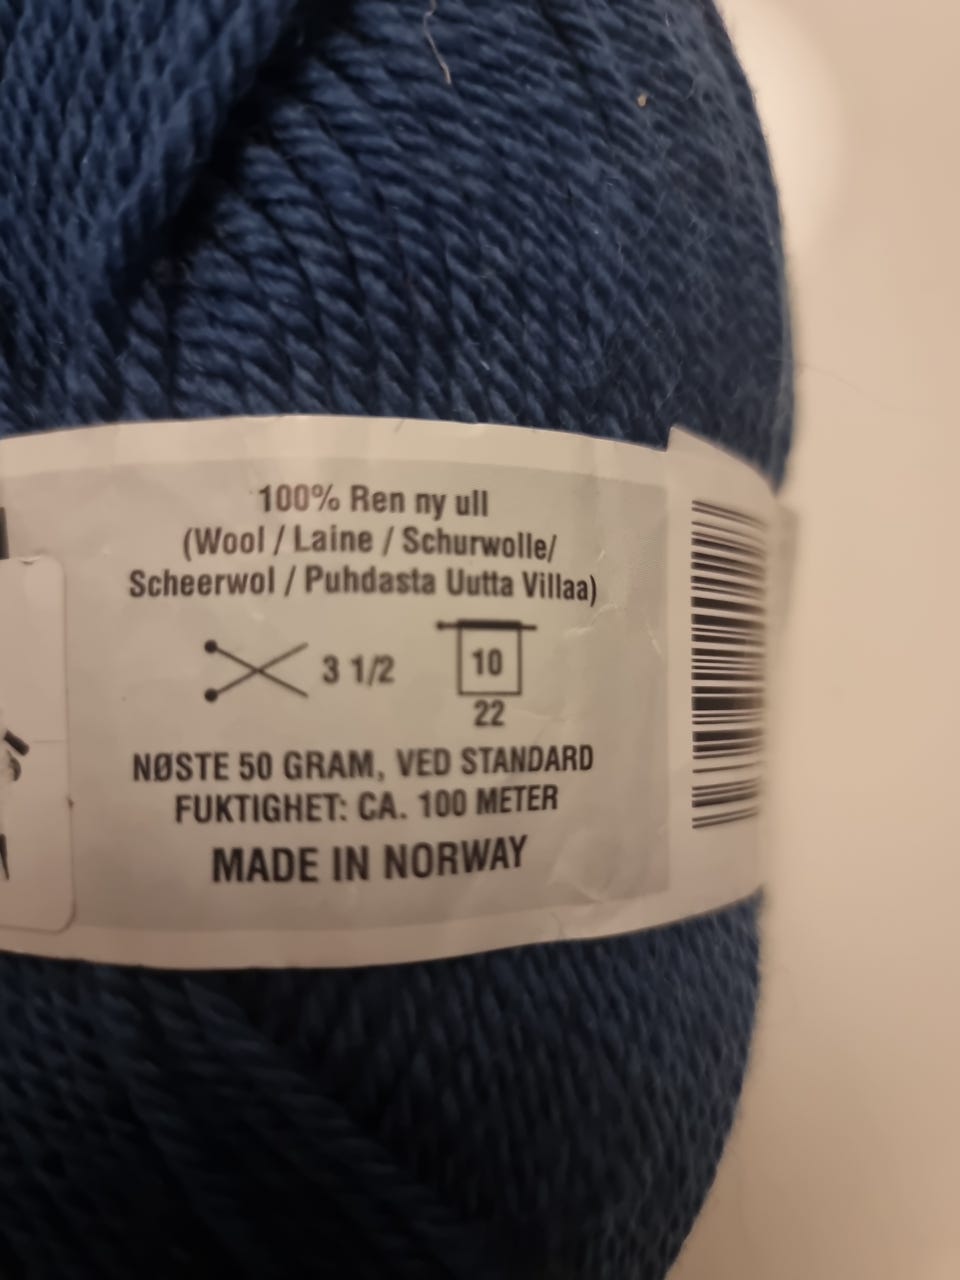 100% Ren ny ull
(Wool / Laine / Schurwolle/
Scheerwol / Puhdasta Uutta Villaa)
3 1/2
10
22
NØSTE 50 GRAM, VED STANDARD
FUKTIGHET: CA. 100 METER
MADE IN NORWAY